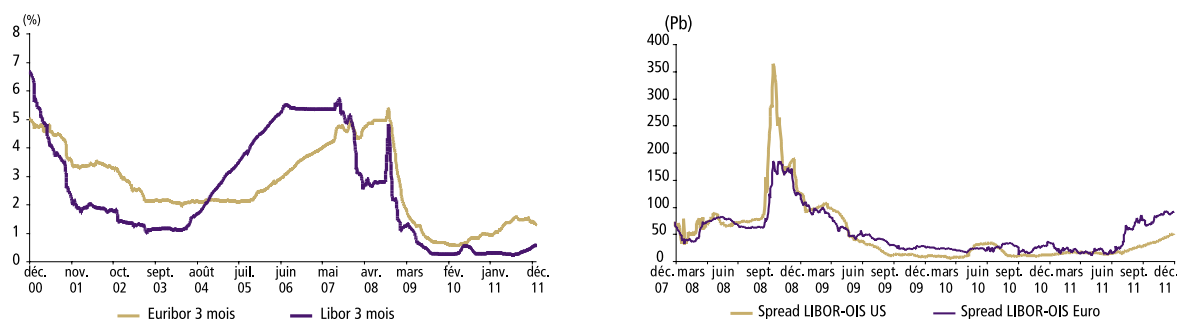 (%)
8
7
6
5
4
3
2
1
0
déc. nov. oct. sept. août juil. juin mai avr. mars fév. janv. déc.
00 01 02 03 04 05 06 07 08 09 10 11 11
Euribor 3 mois Libor 3 mois
(Pb)
400
350
300
250
200
150
100
50
0
déc. mars juin sept. déc. mars juin sept. déc. mars juin sept. déc. mars juin sept. déc.
07 08 08 08 08 09 09 09 09 10 10 10 10 11 11 11 11
Spread LIBOR-OIS US Spread LIBOR-OIS Euro